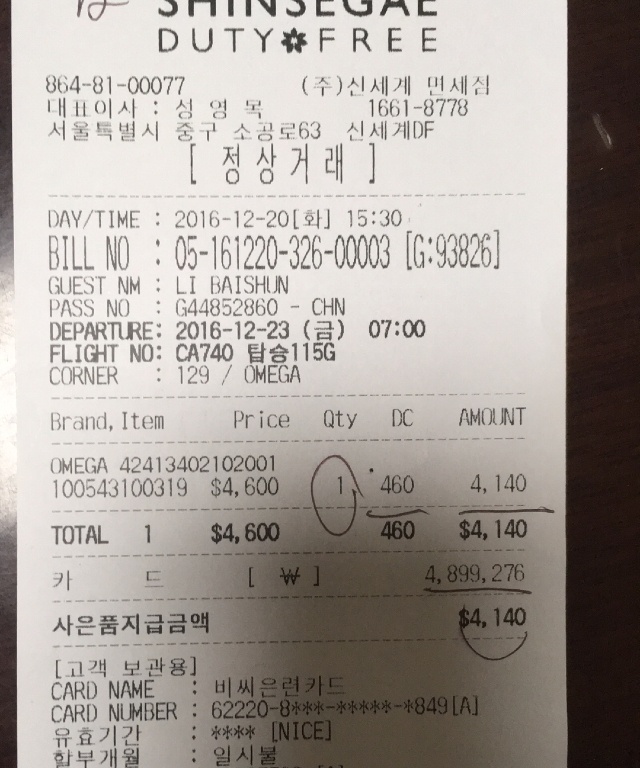 SHINSEGAE
DUTY FREE
864-81-00077 (주)신세계 면세점
대표이사 : 성 영 목 1661-8778
서울특별시 중구 소공로63 신세계DF
[ 정상거래 ]
DAY/TIME : 2016-12-20[화] 15:30
BILL NO : 05-161220-326-00003 [G:93826]
GUEST NM : LI BAISHUN
PASS NO : G44852860 - CHN
DEPARTURE: 2016-12-23 (금) 07:00
FLIGHT NO: CA740 탑승115G
CORNER : 129 / OMEGA
Brand, Item Price Qty DC AMOUNT
OMEGA 42413402102001
100543100319 $4,600 1 460 4,140
TOTAL 1 $4,600 460 $4,140
카 드 [ ₩ ] 4,899,276
사은품지급금액 $4,140
[고객 보관용]
CARD NAME : 비씨은련카드
CARD NUMBER : 62220-8***-*****-*849[A]
유효기간 : **** [NICE]
할부개월 : 일시불